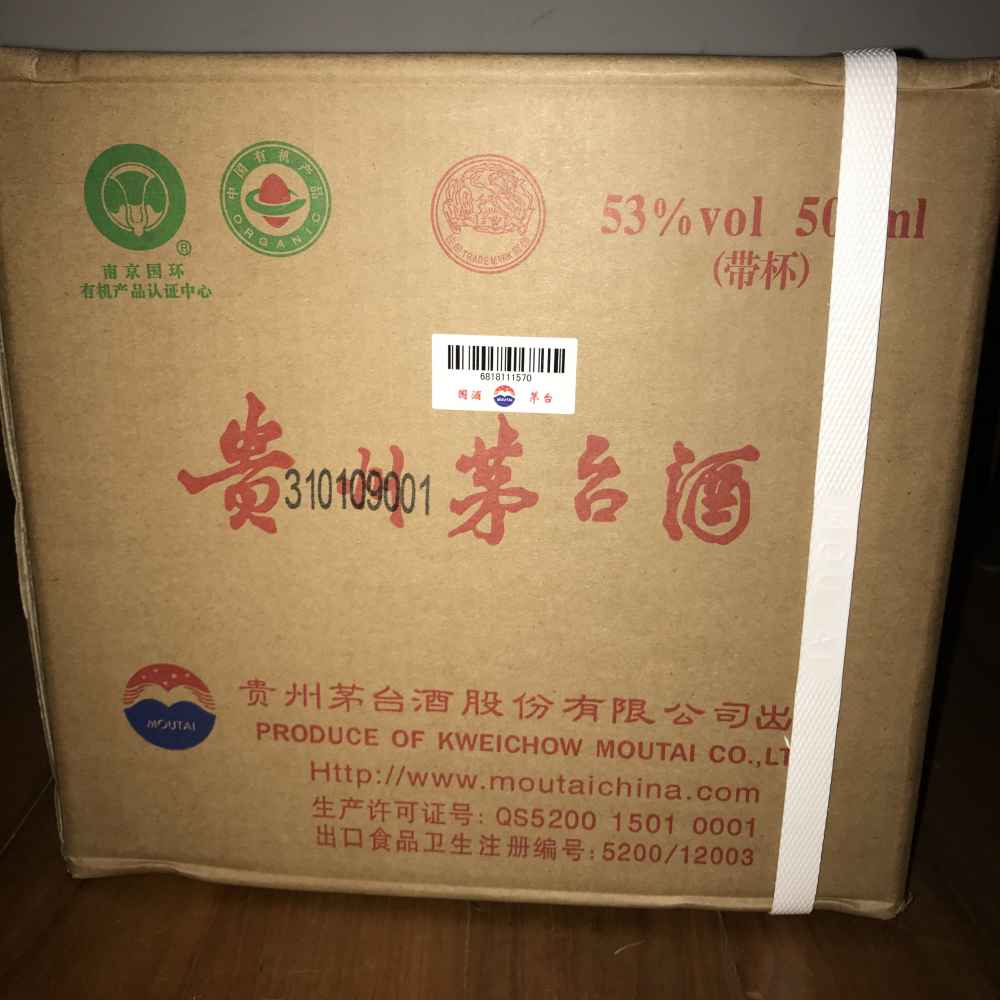 中国有机产品
ORGANIC
TRADEMARK
53%vol 50 ml
(带杯)
南京国环
有机产品认证中心
6818111570
国酒 MOUTAI 茅台
贵州茅台酒
310109001
MOUTAI
贵州茅台酒股份有限公司出
PRODUCE OF KWEICHOW MOUTAI CO.,LT
Http://www.moutaichina.com
生产许可证号: QS5200 1501 0001
出口食品卫生注册编号: 5200/12003